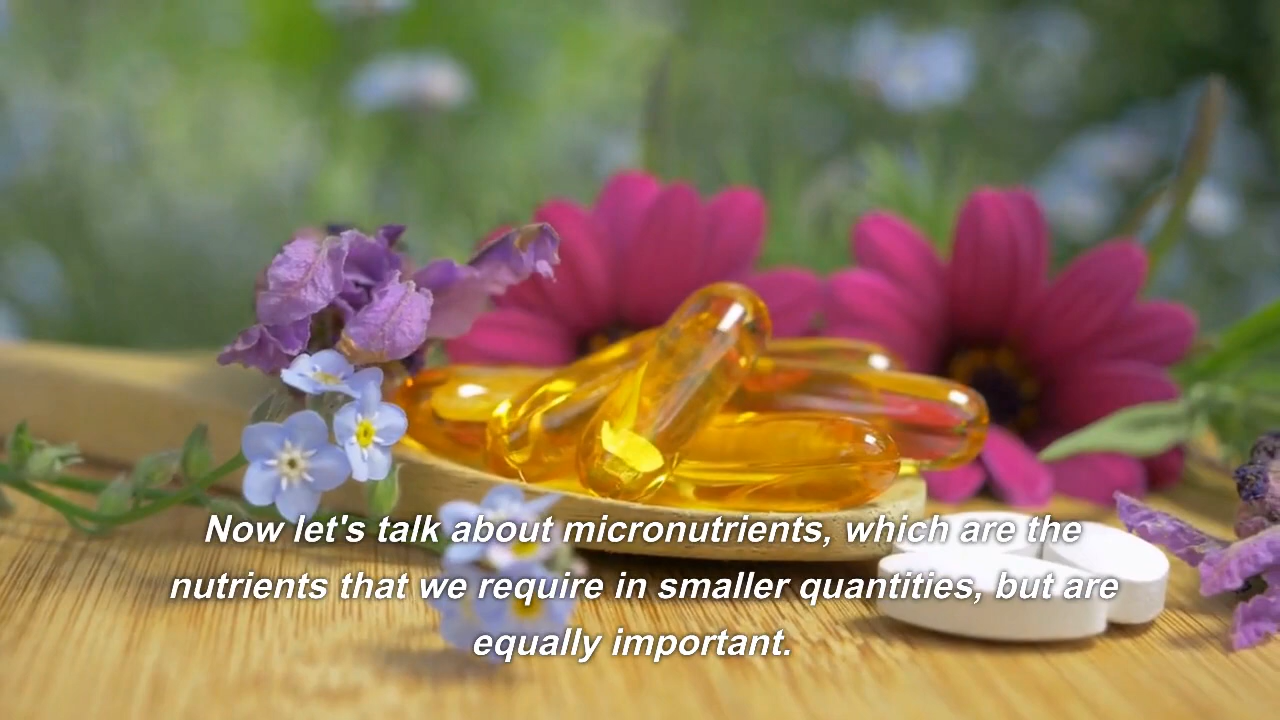 Now let's talk about micronutrients, which are the
nutrients that we require in smaller quantities, but are
equally important.